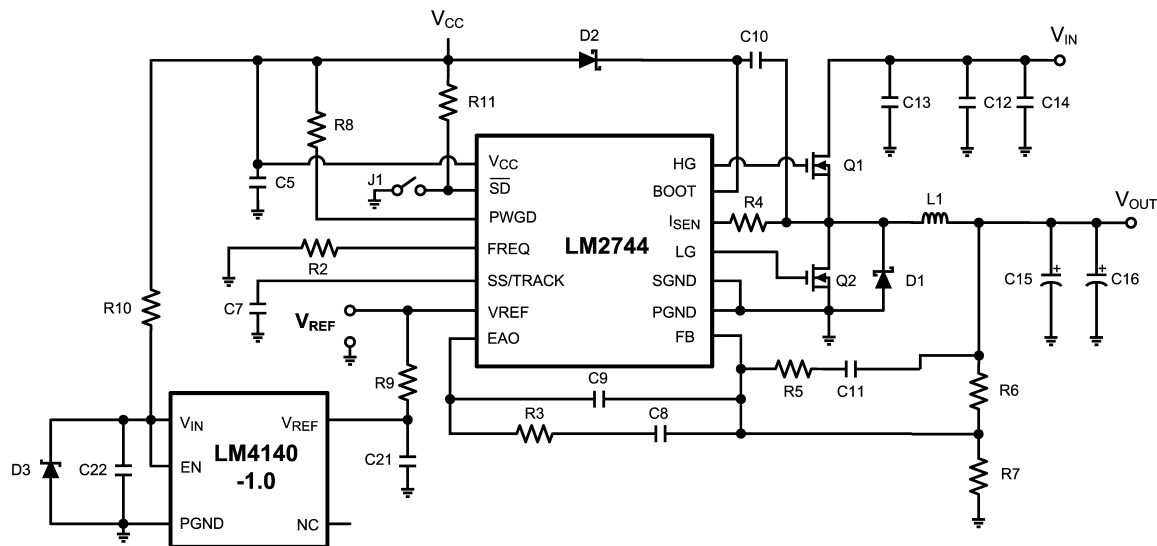 VCC
D2
C10
VIN
R11
R8
C13
C12
C14
VCC
HG
Q1
C5
J1
SD
BOOT
L1
VOUT
PWGD
ISEN
R4
LM2744
FREQ
LG
R2
SS/TRACK
SGND
Q2
D1
C15
+
C16
+
R10
C7
VREF
VREF
PGND
EAO
FB
R9
C9
R5
C11
R6
R3
C8
VIN
VREF
LM4140
-1.0
D3
C22
EN
C21
R7
PGND
NC